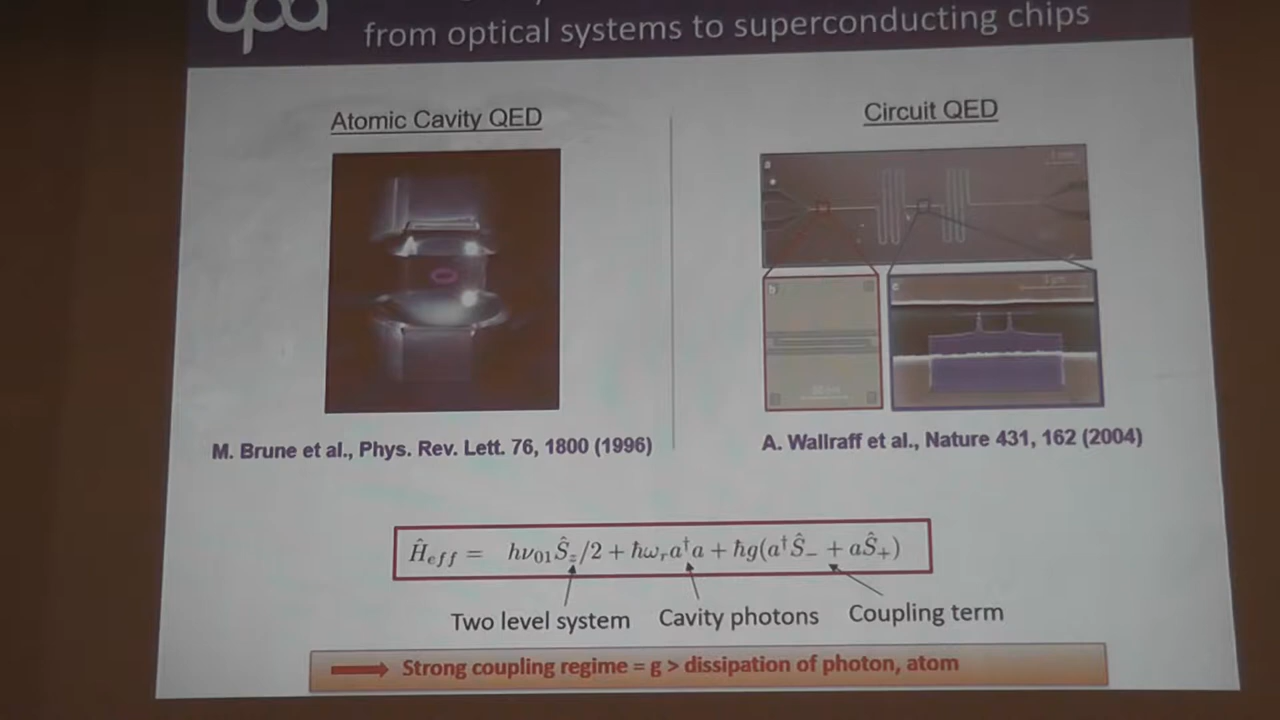 from optical systems to superconducting chips
Atomic Cavity QED
Circuit QED
a
b
c
M. Brune et al., Phys. Rev. Lett. 76, 1800 (1996)
A. Wallraff et al., Nature 431, 162 (2004)
Ĥ_eff = hν₀₁Ŝ_z/2 + ħω_r a†a + ħg(a†Ŝ₋ + aŜ₊)
Two level system
Cavity photons
Coupling term
Strong coupling regime = g > dissipation of photon, atom